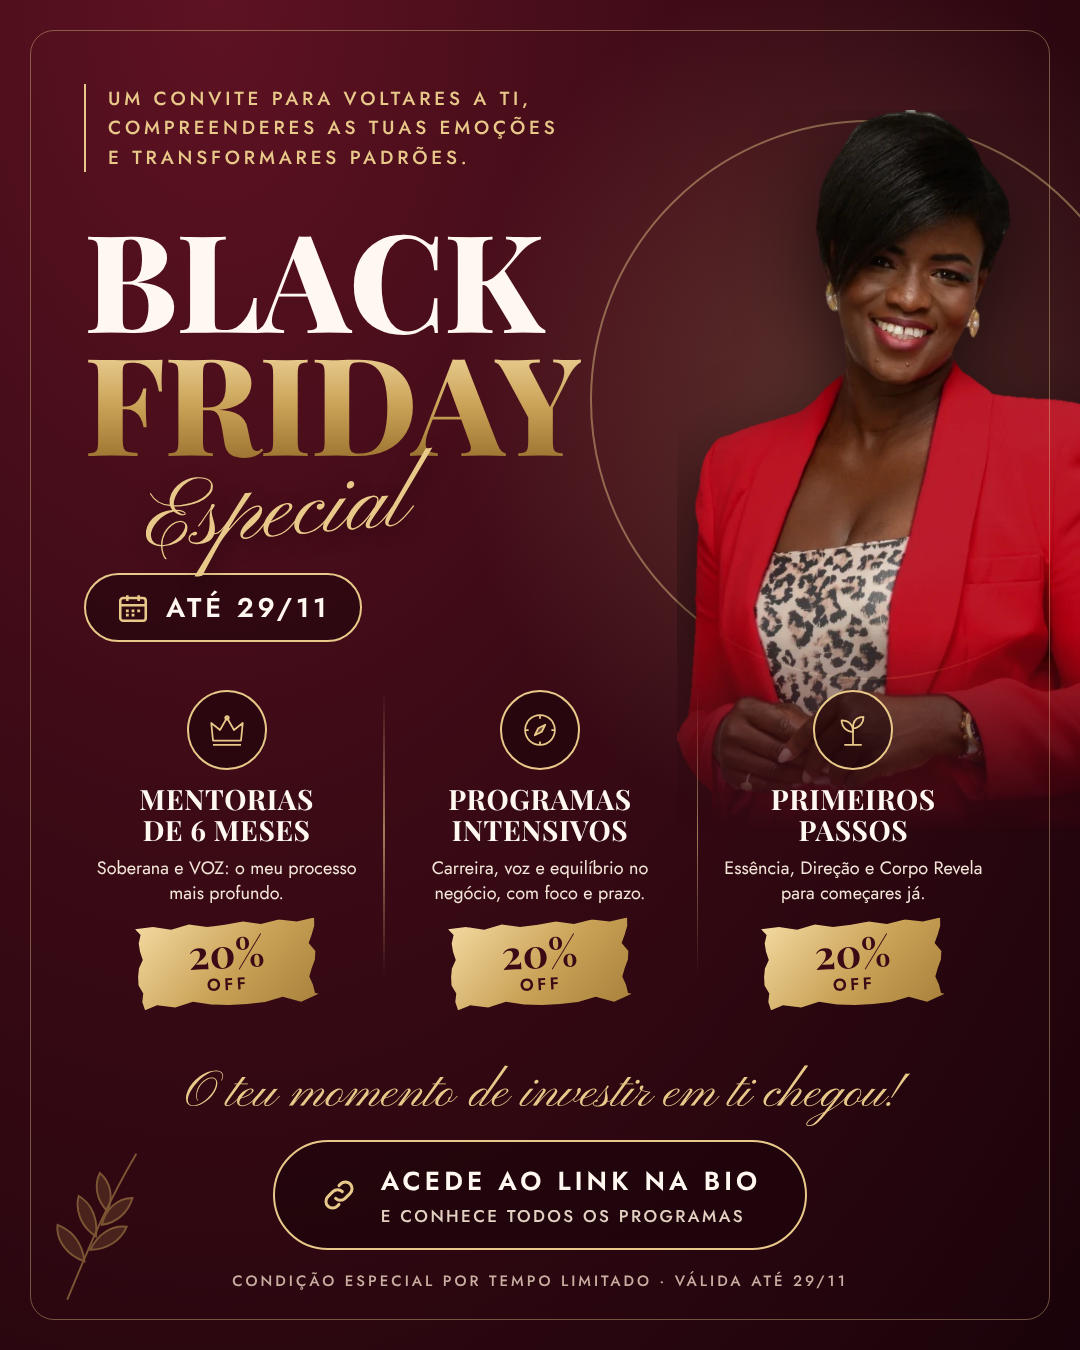 UM CONVITE PARA VOLTARES A TI,
COMPREENDERES AS TUAS EMOÇÕES
E TRANSFORMARES PADRÕES.
BLACK
FRIDAY
Especial
ATÉ 29/11
MENTORIAS
DE 6 MESES
Soberana e VOZ: o meu processo
mais profundo.
20%
OFF
PROGRAMAS
INTENSIVOS
Carreira, voz e equilíbrio no
negócio, com foco e prazo.
20%
OFF
PRIMEIROS
PASSOS
Essência, Direção e Corpo Revela
para começares já.
20%
OFF
O teu momento de investir em ti chegou!
ACEDE AO LINK NA BIO
E CONHECE TODOS OS PROGRAMAS
CONDIÇÃO ESPECIAL POR TEMPO LIMITADO · VÁLIDA ATÉ 29/11